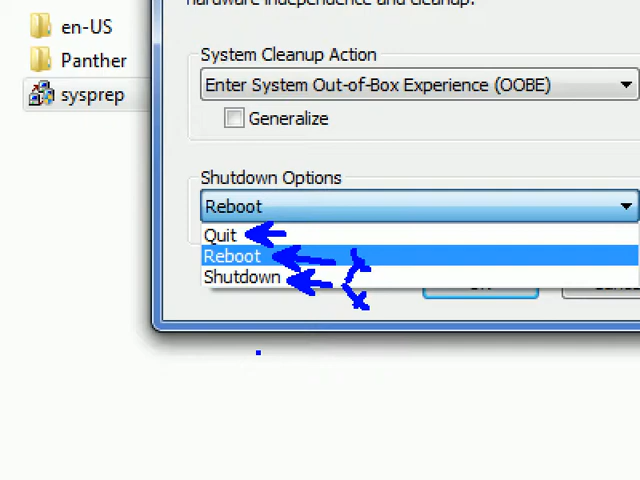 hardware independence and cleanup.
en-US
Panther
sysprep
System Cleanup Action
Enter System Out-of-Box Experience (OOBE)
Generalize
Shutdown Options
Reboot
Quit
Reboot
Shutdown